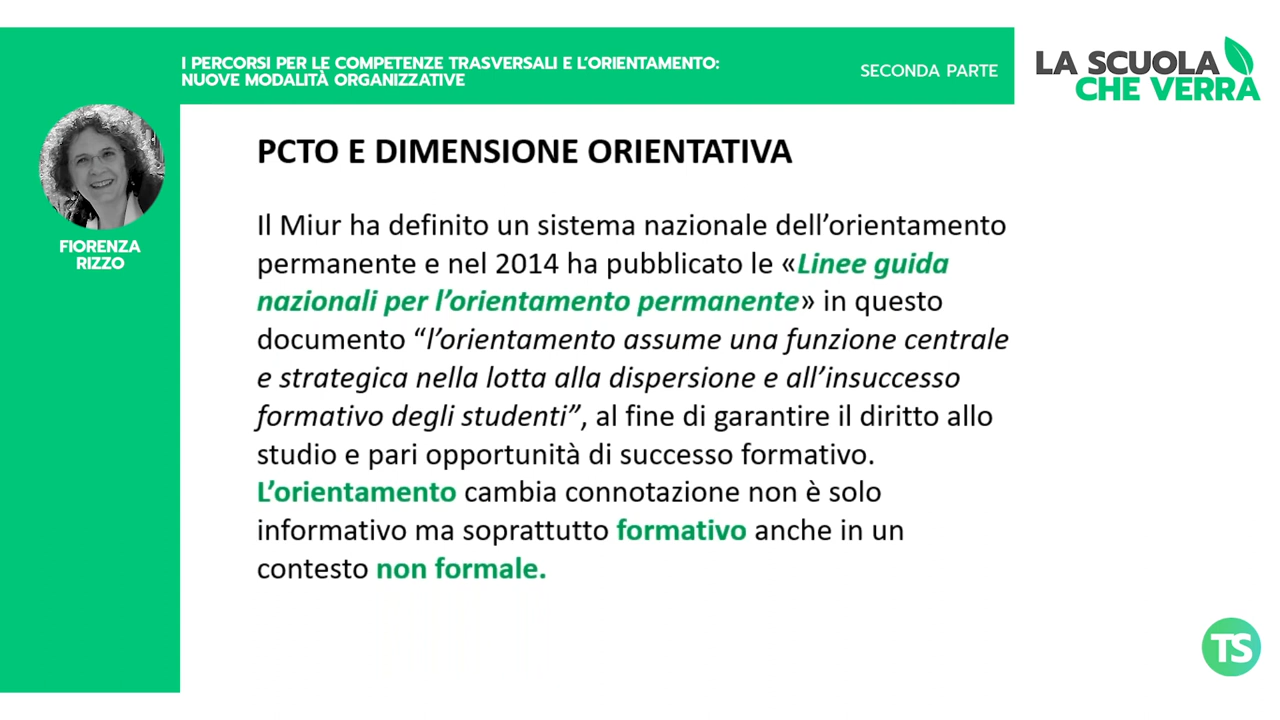 I PERCORSI PER LE COMPETENZE TRASVERSALI E L'ORIENTAMENTO:
NUOVE MODALITÀ ORGANIZZATIVE
SECONDA PARTE
LA SCUOLA
CHE VERRÀ
FIORENZA
RIZZO
PCTO E DIMENSIONE ORIENTATIVA
Il Miur ha definito un sistema nazionale dell'orientamento
permanente e nel 2014 ha pubblicato le «Linee guida
nazionali per l'orientamento permanente» in questo
documento “l'orientamento assume una funzione centrale
e strategica nella lotta alla dispersione e all'insuccesso
formativo degli studenti”, al fine di garantire il diritto allo
studio e pari opportunità di successo formativo.
L'orientamento cambia connotazione non è solo
informativo ma soprattutto formativo anche in un
contesto non formale.
TS